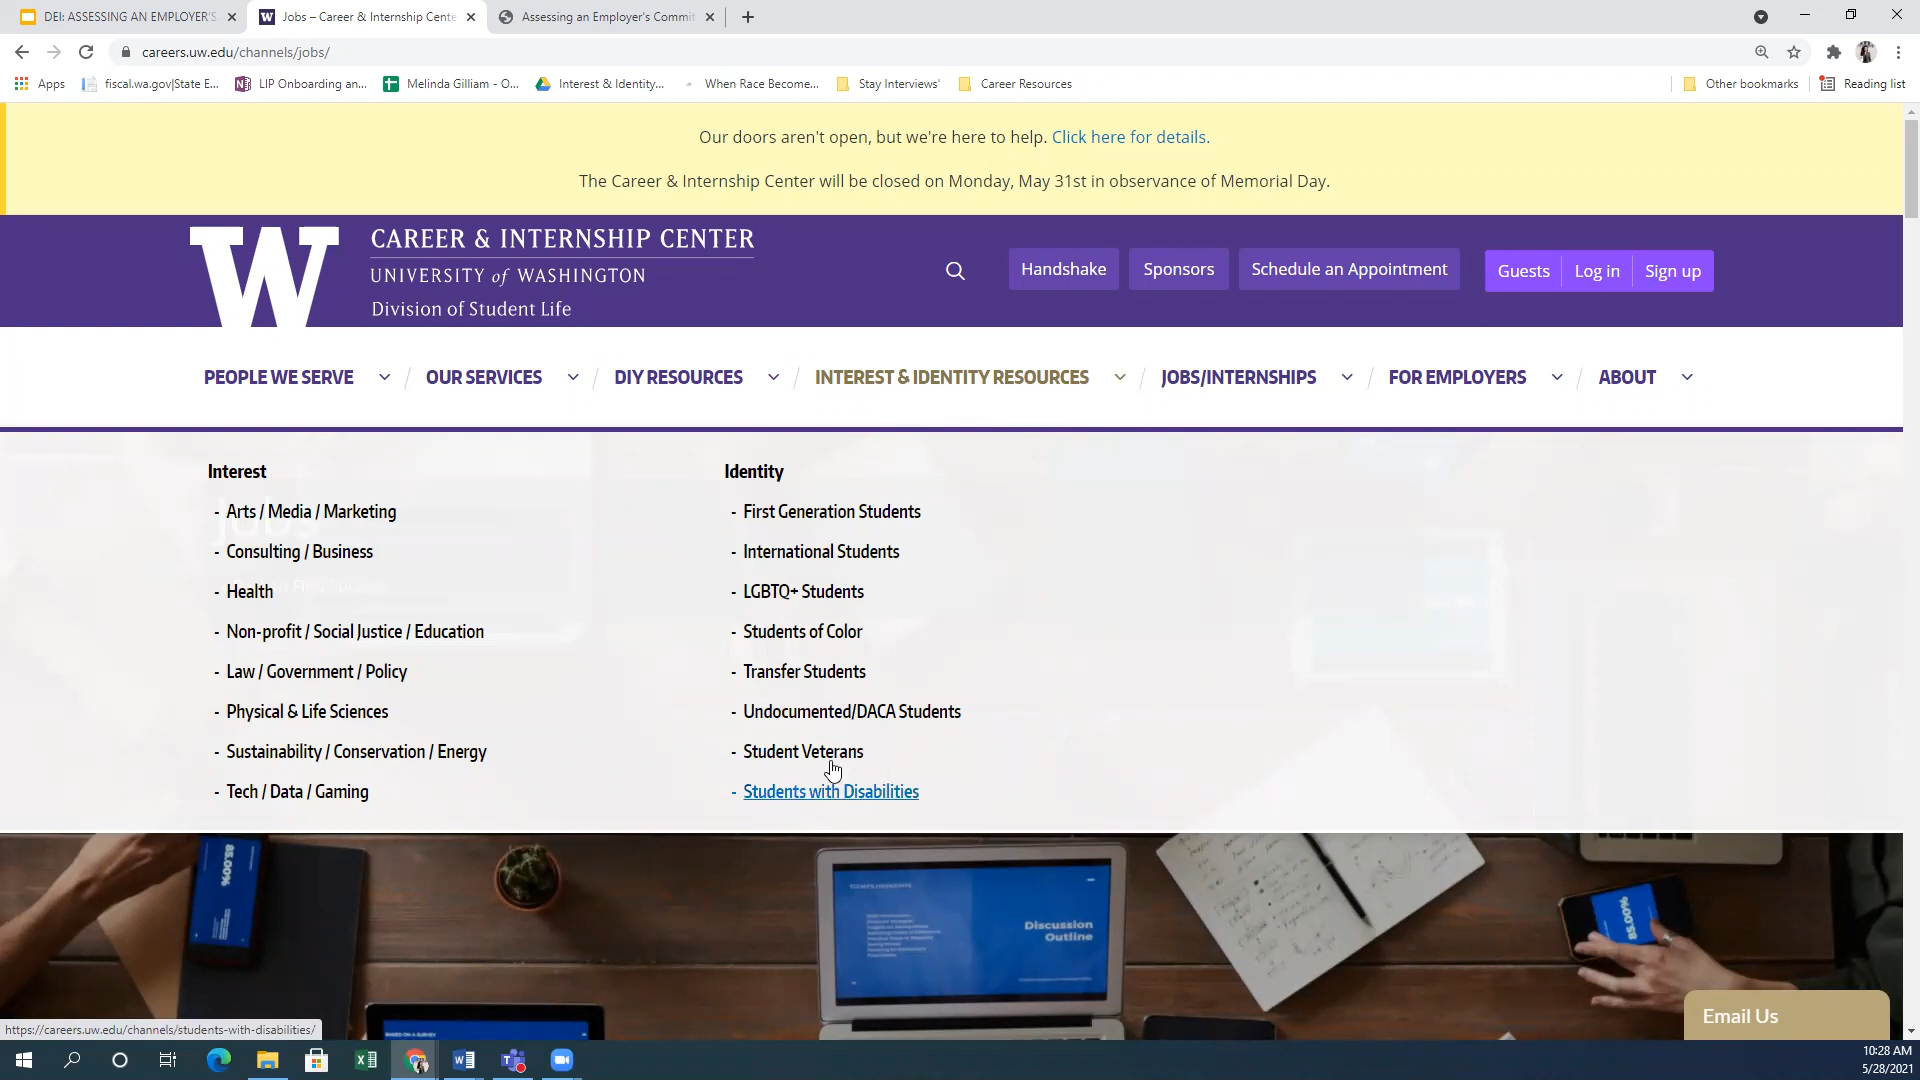 DEI: ASSESSING AN EMPLOYER'S
Jobs – Career & Internship Cente
Assessing an Employer's Commit
careers.uw.edu/channels/jobs/
Apps
fiscal.wa.gov|State E...
LIP Onboarding an...
Melinda Gilliam - O...
Interest & Identity...
When Race Become...
Stay Interviews'
Career Resources
Other bookmarks
Reading list
Our doors aren't open, but we're here to help. Click here for details.
The Career & Internship Center will be closed on Monday, May 31st in observance of Memorial Day.
W
CAREER & INTERNSHIP CENTER
UNIVERSITY of WASHINGTON
Division of Student Life
Handshake
Sponsors
Schedule an Appointment
Guests
Log in
Sign up
PEOPLE WE SERVE
OUR SERVICES
DIY RESOURCES
INTEREST & IDENTITY RESOURCES
JOBS/INTERNSHIPS
FOR EMPLOYERS
ABOUT
Interest
- Arts / Media / Marketing
- Consulting / Business
- Health
- Non-profit / Social Justice / Education
- Law / Government / Policy
- Physical & Life Sciences
- Sustainability / Conservation / Energy
- Tech / Data / Gaming
Identity
- First Generation Students
- International Students
- LGBTQ+ Students
- Students of Color
- Transfer Students
- Undocumented/DACA Students
- Student Veterans
- Students with Disabilities
Jobs
85.00%
Discussion
Outline
85.00%
BASED ON A SURVEY
Email Us
https://careers.uw.edu/channels/students-with-disabilities/
10:28 AM
5/28/2021